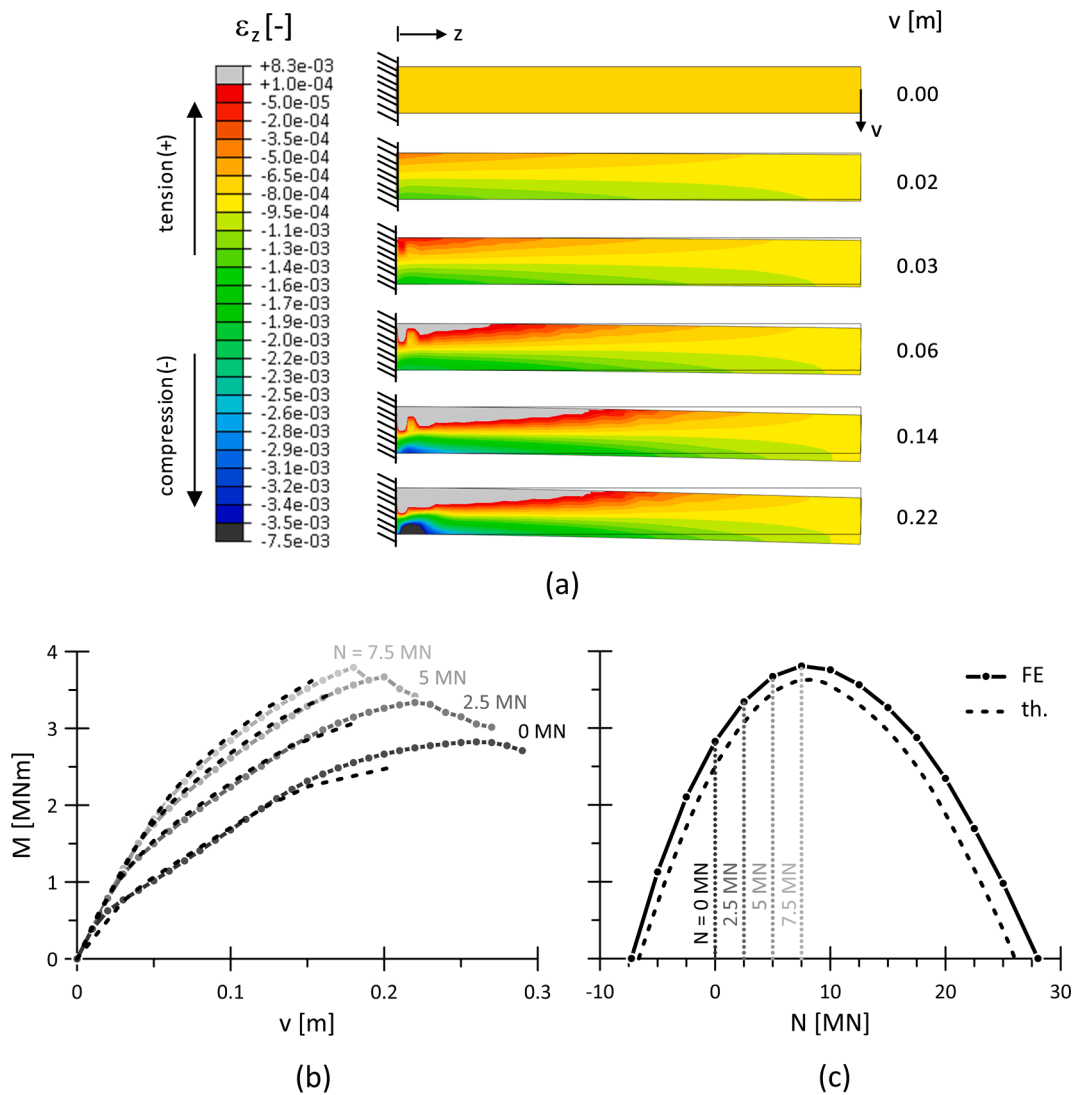 ε_z [-]
z
v [m]
tension (+)
compression (-)
+8.3e-03
+1.0e-04
-5.0e-05
-2.0e-04
-3.5e-04
-5.0e-04
-6.5e-04
-8.0e-04
-9.5e-04
-1.1e-03
-1.3e-03
-1.4e-03
-1.6e-03
-1.7e-03
-1.9e-03
-2.0e-03
-2.2e-03
-2.3e-03
-2.5e-03
-2.6e-03
-2.8e-03
-2.9e-03
-3.1e-03
-3.2e-03
-3.4e-03
-3.5e-03
-7.5e-03
0.00
v
0.02
0.03
0.06
0.14
0.22
(a)
M [MNm]
4
3
2
1
0
N = 7.5 MN
5 MN
2.5 MN
0 MN
0
0.1
0.2
0.3
v [m]
(b)
FE
th.
N = 0 MN
2.5 MN
5 MN
7.5 MN
-10
0
10
20
30
N [MN]
(c)